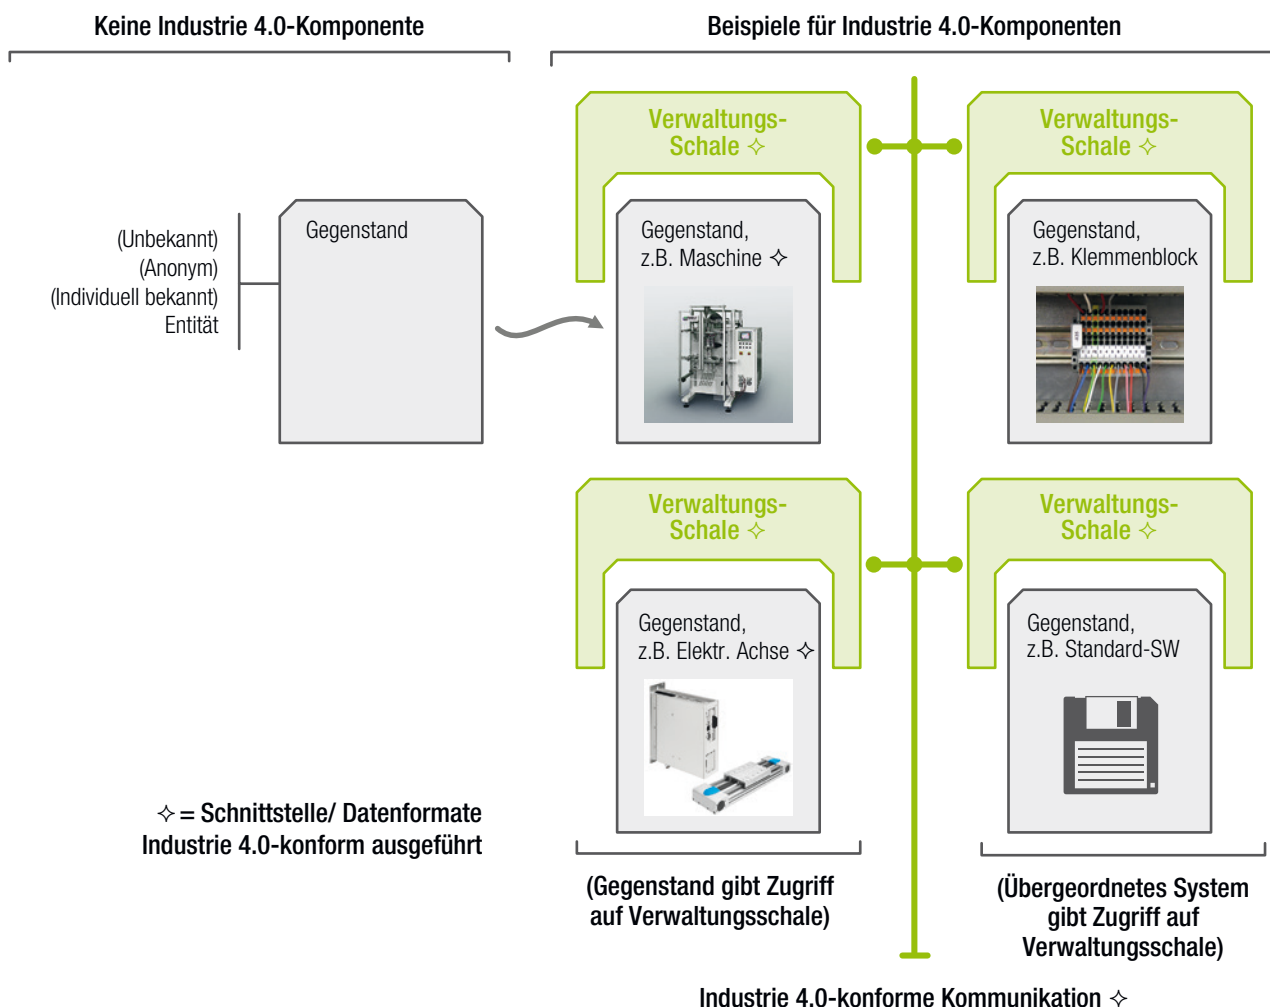 Keine Industrie 4.0-Komponente
Beispiele für Industrie 4.0-Komponenten
(Unbekannt)
(Anonym)
(Individuell bekannt)
Entität
Gegenstand
Verwaltungs-
Schale ✧
Gegenstand,
z.B. Maschine ✧
Verwaltungs-
Schale ✧
Gegenstand,
z.B. Klemmenblock
Verwaltungs-
Schale ✧
Gegenstand,
z.B. Elektr. Achse ✧
Verwaltungs-
Schale ✧
Gegenstand,
z.B. Standard-SW
✧ = Schnittstelle/ Datenformate
Industrie 4.0-konform ausgeführt
(Gegenstand gibt Zugriff
auf Verwaltungsschale)
(Übergeordnetes System
gibt Zugriff auf
Verwaltungsschale)
Industrie 4.0-konforme Kommunikation ✧